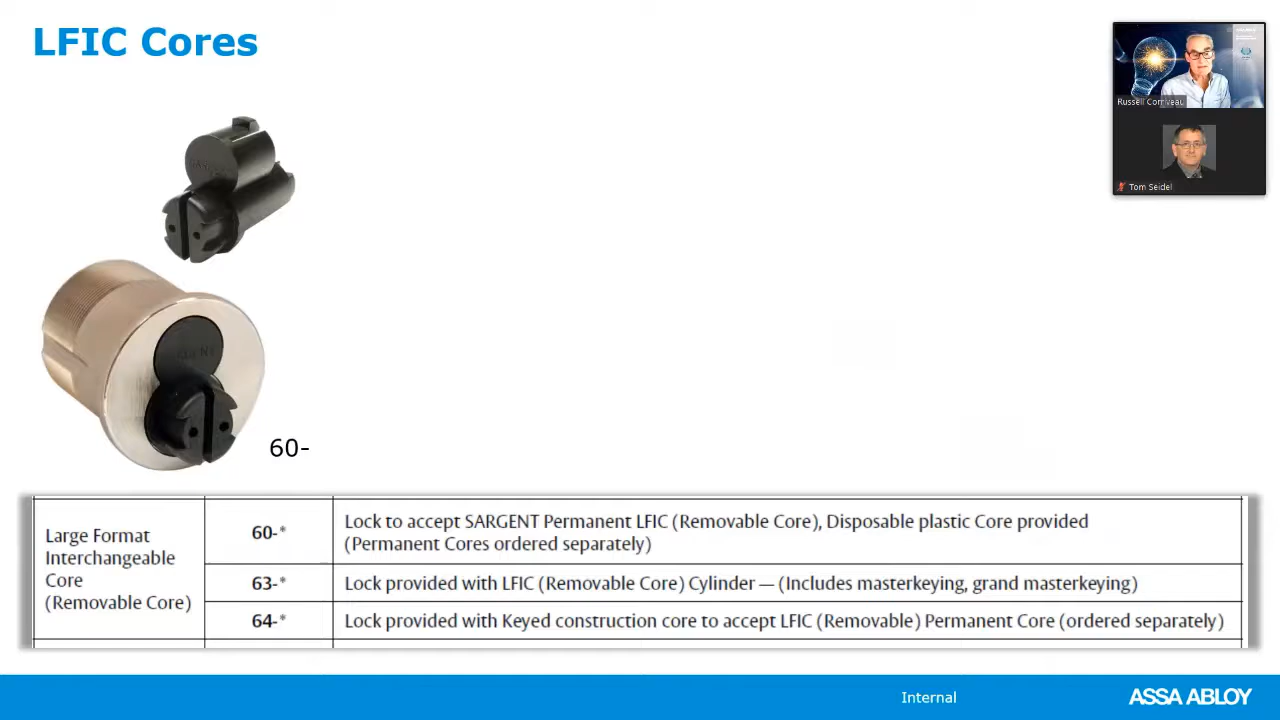 LFIC Cores
Russell Corriveau
Tom Seidel
60-
Large Format
Interchangeable
Core
(Removable Core)
60-*
Lock to accept SARGENT Permanent LFIC (Removable Core), Disposable plastic Core provided
(Permanent Cores ordered separately)
63-*
Lock provided with LFIC (Removable Core) Cylinder — (Includes masterkeying, grand masterkeying)
64-*
Lock provided with Keyed construction core to accept LFIC (Removable) Permanent Core (ordered separately)
Internal
ASSA ABLOY